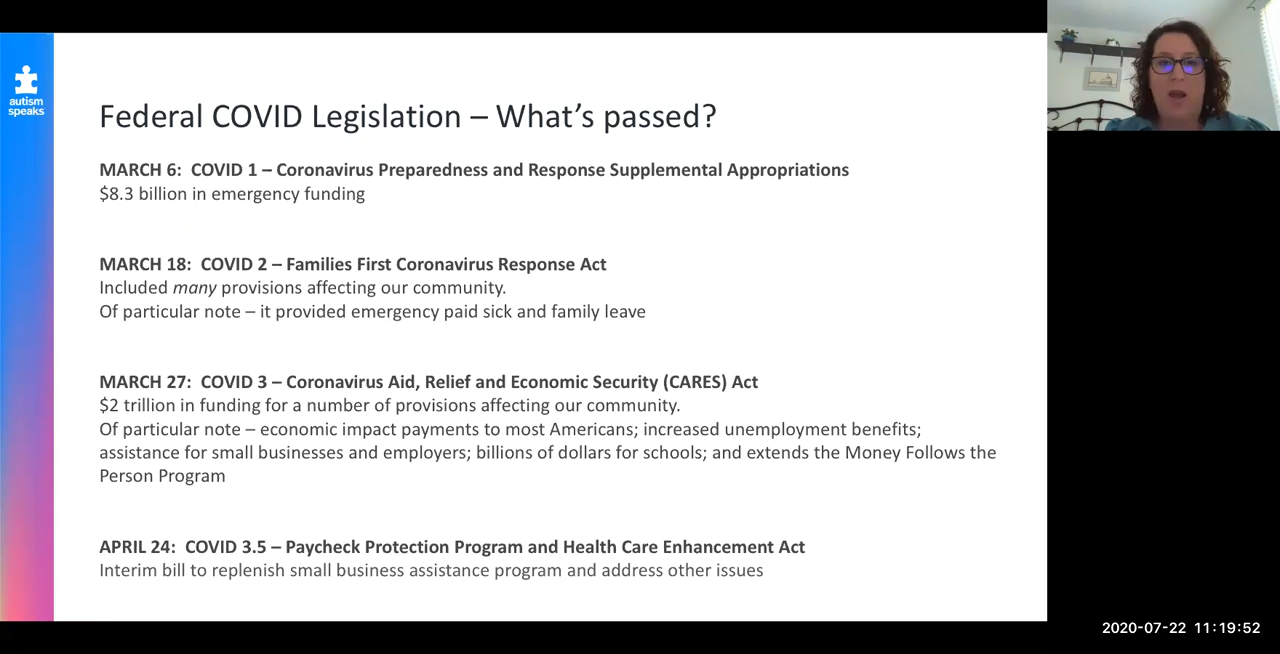 autism
speaks
Federal COVID Legislation – What’s passed?
MARCH 6:  COVID 1 – Coronavirus Preparedness and Response Supplemental Appropriations
$8.3 billion in emergency funding
MARCH 18:  COVID 2 – Families First Coronavirus Response Act
Included many provisions affecting our community.
Of particular note – it provided emergency paid sick and family leave
MARCH 27:  COVID 3 – Coronavirus Aid, Relief and Economic Security (CARES) Act
$2 trillion in funding for a number of provisions affecting our community.
Of particular note – economic impact payments to most Americans; increased unemployment benefits;
assistance for small businesses and employers; billions of dollars for schools; and extends the Money Follows the
Person Program
APRIL 24:  COVID 3.5 – Paycheck Protection Program and Health Care Enhancement Act
Interim bill to replenish small business assistance program and address other issues
2020-07-22 11:19:52